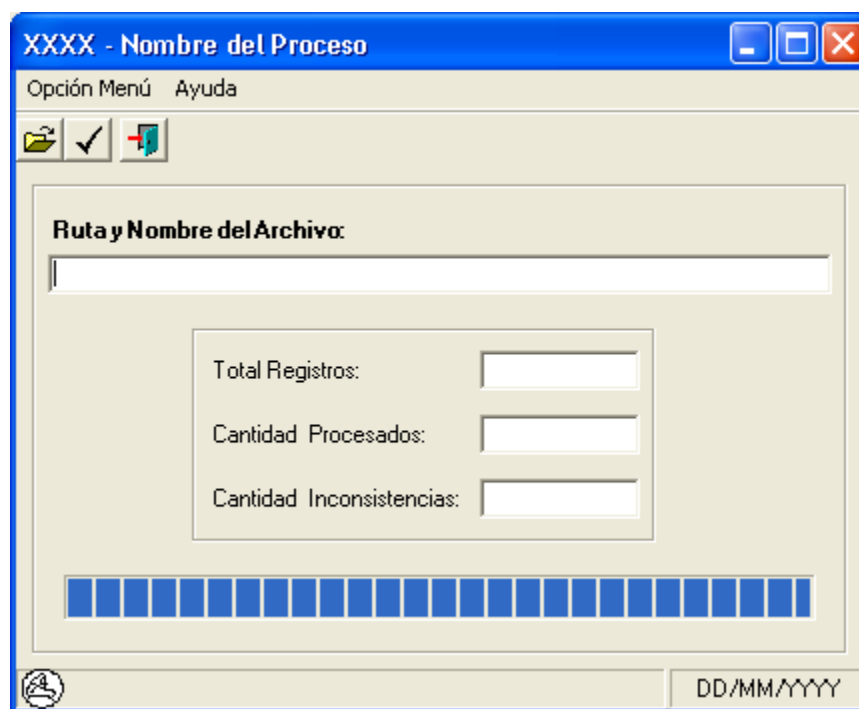 XXXX - Nombre del Proceso
Opción Menú Ayuda
Ruta y Nombre del Archivo:
Total Registros:
Cantidad Procesados:
Cantidad Inconsistencias:
DD/MM/YYYY